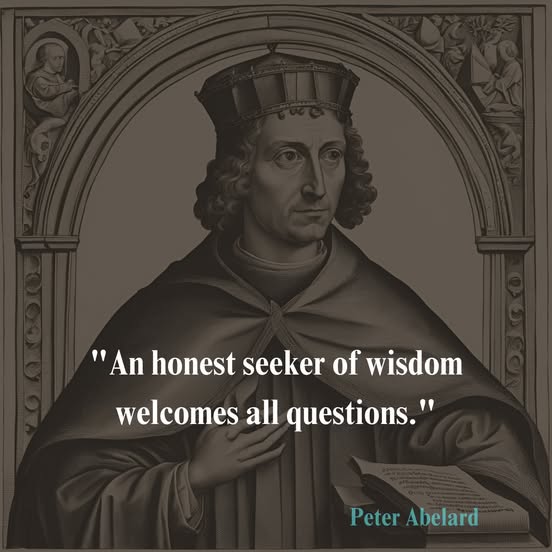 "An honest seeker of wisdom
welcomes all questions."
Peter Abelard